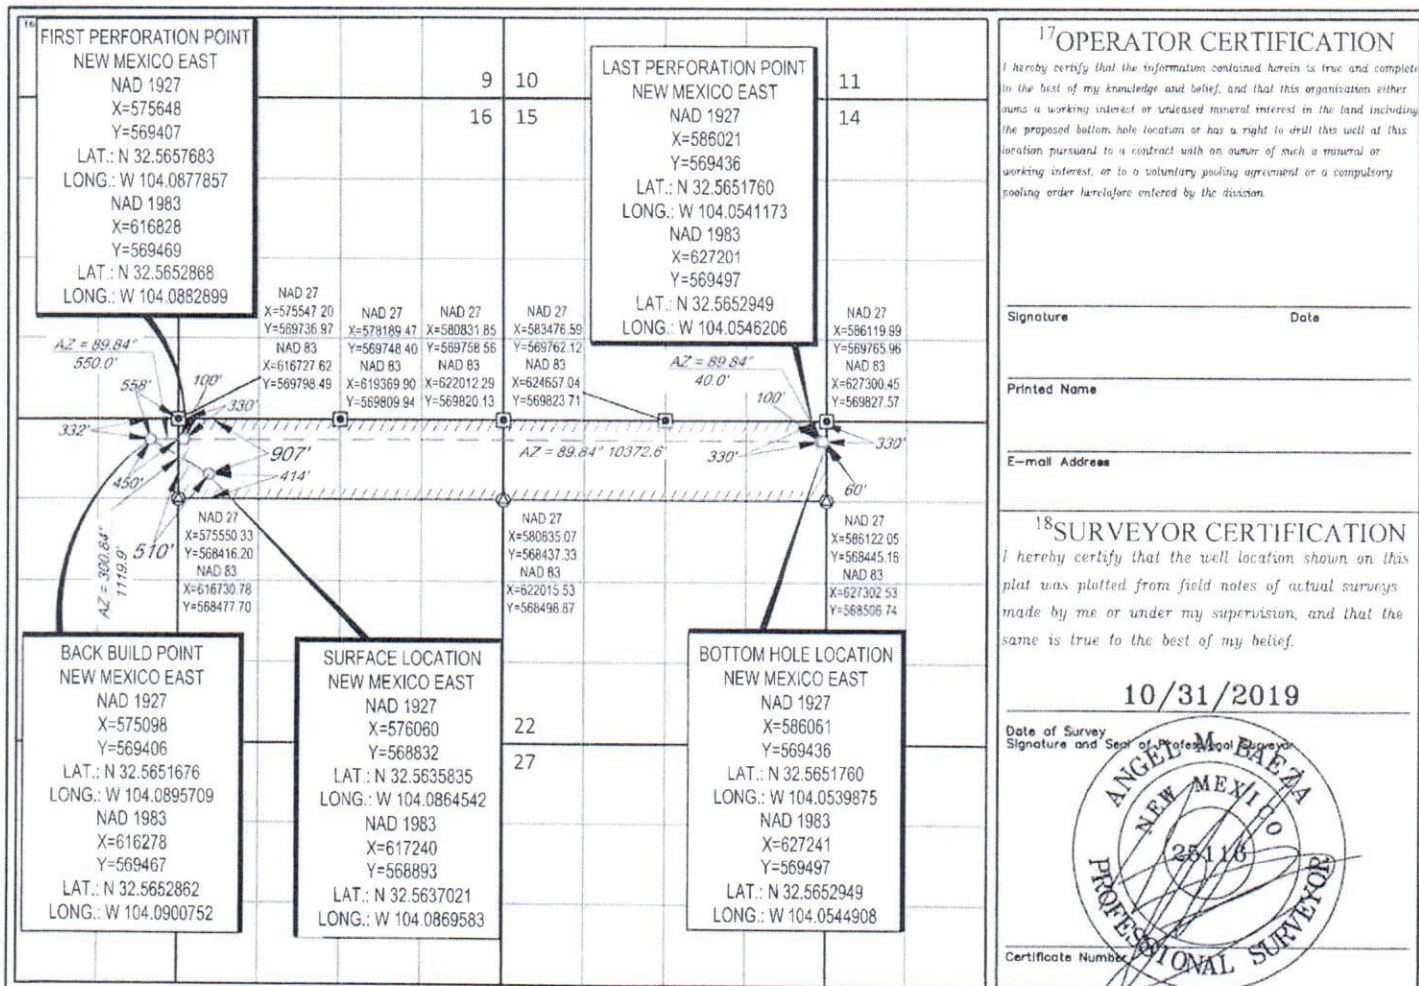 16
FIRST PERFORATION POINT
NEW MEXICO EAST
NAD 1927
X=575648
Y=569407
LAT.: N 32.5657683
LONG.: W 104.0877857
NAD 1983
X=616828
Y=569469
LAT.: N 32.5652868
LONG.: W 104.0882899
9 10
16 15
LAST PERFORATION POINT
NEW MEXICO EAST
NAD 1927
X=586021
Y=569436
LAT.: N 32.5651760
LONG.: W 104.0541173
NAD 1983
X=627201
Y=569497
LAT.: N 32.5652949
LONG.: W 104.0546206
11
14
NAD 27
X=575547.20
Y=569736.97
NAD 83
X=616727.62
Y=569798.49
NAD 27
X=578189.47
Y=569748.40
NAD 83
X=619369.90
Y=569809.94
NAD 27
X=580831.85
Y=569758.56
NAD 83
X=622012.29
Y=569820.13
NAD 27
X=583476.59
Y=569762.12
NAD 83
X=624657.04
Y=569823.71
NAD 27
X=586119.99
Y=569765.96
NAD 83
X=627300.45
Y=569827.57
AZ = 89.84°
550.0'
558'
100'
330'
332'
907'
450'
414'
510'
AZ = 300.84°
1119.9'
AZ = 89.84° 10372.6'
AZ = 89.84°
40.0'
100'
330'
330'
60'
NAD 27
X=575550.33
Y=568416.20
NAD 83
X=616730.78
Y=568477.70
NAD 27
X=580635.07
Y=568437.33
NAD 83
X=622015.53
Y=568498.87
NAD 27
X=586122.05
Y=568445.16
NAD 83
X=627302.53
Y=568506.74
BACK BUILD POINT
NEW MEXICO EAST
NAD 1927
X=575098
Y=569406
LAT.: N 32.5651676
LONG.: W 104.0895709
NAD 1983
X=616278
Y=569467
LAT.: N 32.5652862
LONG.: W 104.0900752
SURFACE LOCATION
NEW MEXICO EAST
NAD 1927
X=576060
Y=568832
LAT.: N 32.5635835
LONG.: W 104.0864542
NAD 1983
X=617240
Y=568893
LAT.: N 32.5637021
LONG.: W 104.0869583
22
27
BOTTOM HOLE LOCATION
NEW MEXICO EAST
NAD 1927
X=586061
Y=569436
LAT.: N 32.5651760
LONG.: W 104.0539875
NAD 1983
X=627241
Y=569497
LAT.: N 32.5652949
LONG.: W 104.0544908
17 OPERATOR CERTIFICATION
I hereby certify that the information contained herein is true and complete
to the best of my knowledge and belief, and that this organization either
owns a working interest or unleased mineral interest in the land including
the proposed bottom hole location or has a right to drill this well at this
location pursuant to a contract with an owner of such a mineral or
working interest, or to a voluntary pooling agreement or a compulsory
pooling order heretofore entered by the division.
Signature Date
Printed Name
E-mail Address
18 SURVEYOR CERTIFICATION
I hereby certify that the well location shown on this
plat was plotted from field notes of actual surveys
made by me or under my supervision, and that the
same is true to the best of my belief.
10/31/2019
Date of Survey
Signature and Seal of Professional Surveyor
ANGEL M. BAEZA
NEW MEXICO
25116
PROFESSIONAL SURVEYOR
Certificate Number